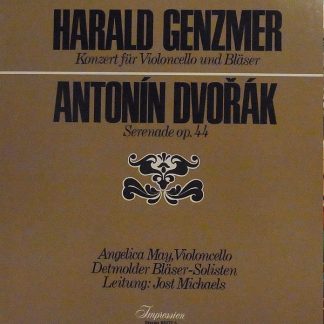 HARALD GENZMER
Konzert für Violoncello und Bläser
ANTONÍN DVOŘÁK
Serenade op. 44
Angelica May, Violoncello
Detmolder Bläser-Solisten
Leitung: Jost Michaels
Impression